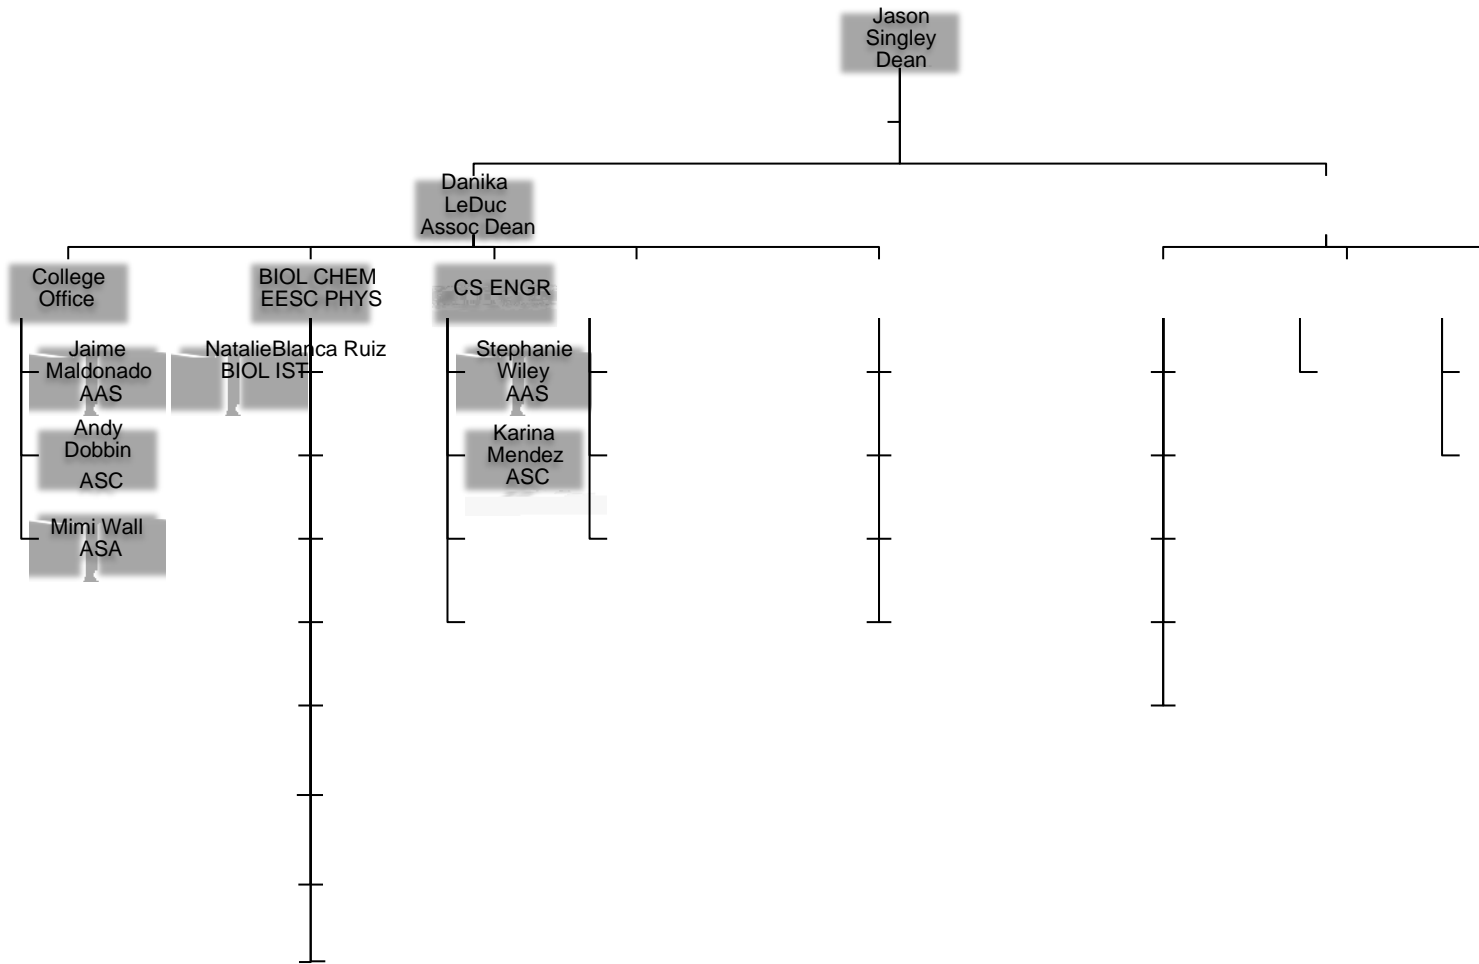 Jason
Singley
Dean
Danika
LeDuc
Assoc Dean
College
Office
BIOL CHEM
EESC PHYS
CS ENGR
Jaime
Maldonado
AAS
NatalieBlanca Ruiz
BIOL IST
Stephanie
Wiley
AAS
Andy
Dobbin
ASC
Karina
Mendez
ASC
Mimi Wall
ASA